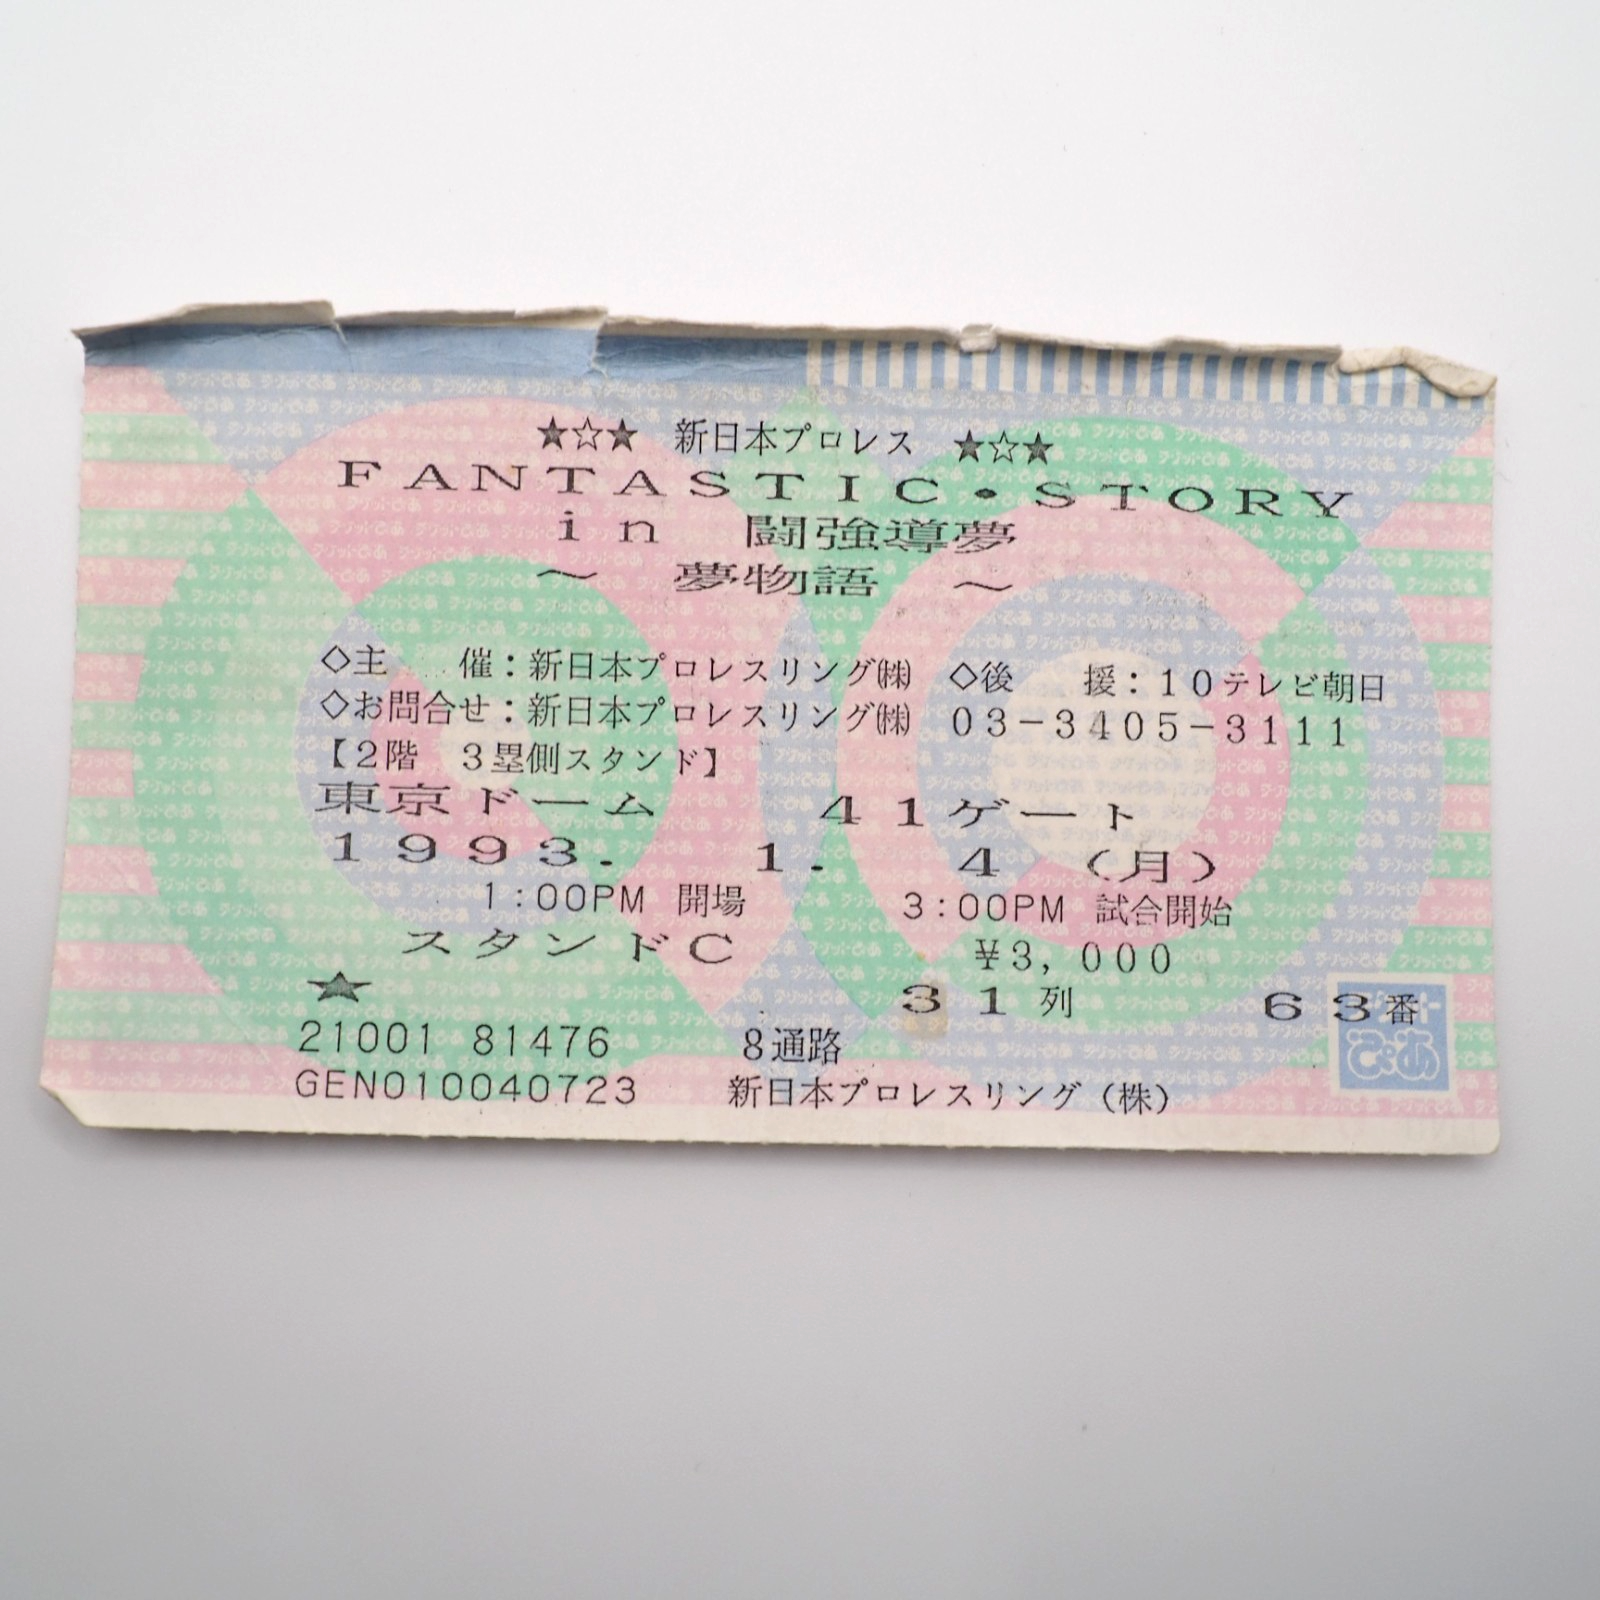 ★☆★ 新日本プロレス ★☆★
FANTASTIC・STORY
in 闘強導夢
～ 夢物語 ～
◇主 催：新日本プロレスリング㈱ ◇後 援：10テレビ朝日
◇お問合せ：新日本プロレスリング㈱ 03-3405-3111
【2階 3塁側スタンド】
東京ドーム 41ゲート
1993. 1. 4 (月)
1:00PM 開場 3:00PM 試合開始
スタンドC ¥3,000
★ 31列 63番
21001 81476 8通路
GEN010040723 新日本プロレスリング（株）
チケット
ぴあ